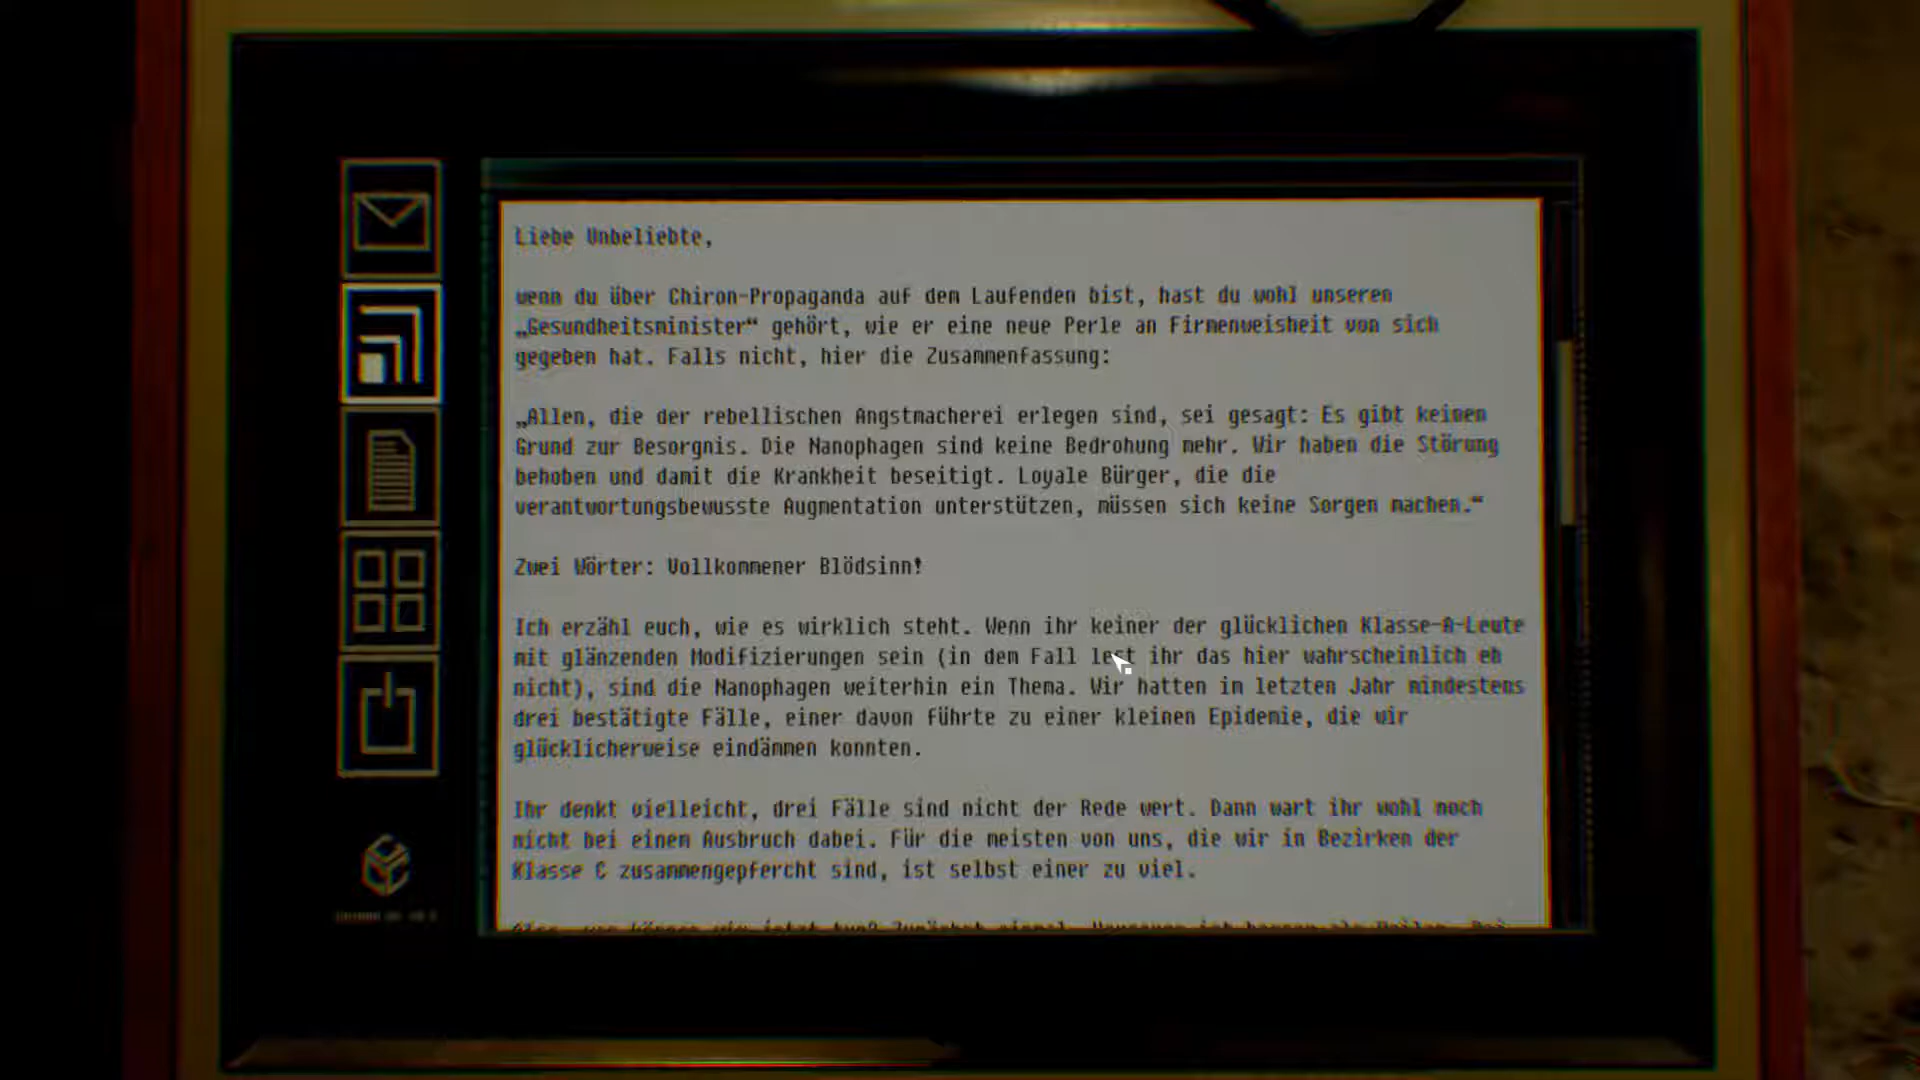 Liebe Unbeliebte,
wenn du über Chiron-Propaganda auf dem Laufenden bist, hast du wohl unseren
„Gesundheitsminister“ gehört, wie er eine neue Perle an Firmenweisheit von sich
gegeben hat. Falls nicht, hier die Zusammenfassung:
„Allen, die der rebellischen Angstmacherei erlegen sind, sei gesagt: Es gibt keinen
Grund zur Besorgnis. Die Nanophagen sind keine Bedrohung mehr. Wir haben die Störung
behoben und damit die Krankheit beseitigt. Loyale Bürger, die die
verantwortungsbewusste Augmentation unterstützen, müssen sich keine Sorgen machen.“
Zwei Wörter: Vollkommener Blödsinn!
Ich erzähl euch, wie es wirklich steht. Wenn ihr keiner der glücklichen Klasse-A-Leute
mit glänzenden Modifizierungen sein (in dem Fall lest ihr das hier wahrscheinlich eh
nicht), sind die Nanophagen weiterhin ein Thema. Wir hatten im letzten Jahr mindestens
drei bestätigte Fälle, einer davon führte zu einer kleinen Epidemie, die wir
glücklicherweise eindämmen konnten.
Ihr denkt vielleicht, drei Fälle sind nicht der Rede wert. Dann wart ihr wohl noch
nicht bei einem Ausbruch dabei. Für die meisten von uns, die wir in Bezirken der
Klasse C zusammengepfercht sind, ist selbst einer zu viel.